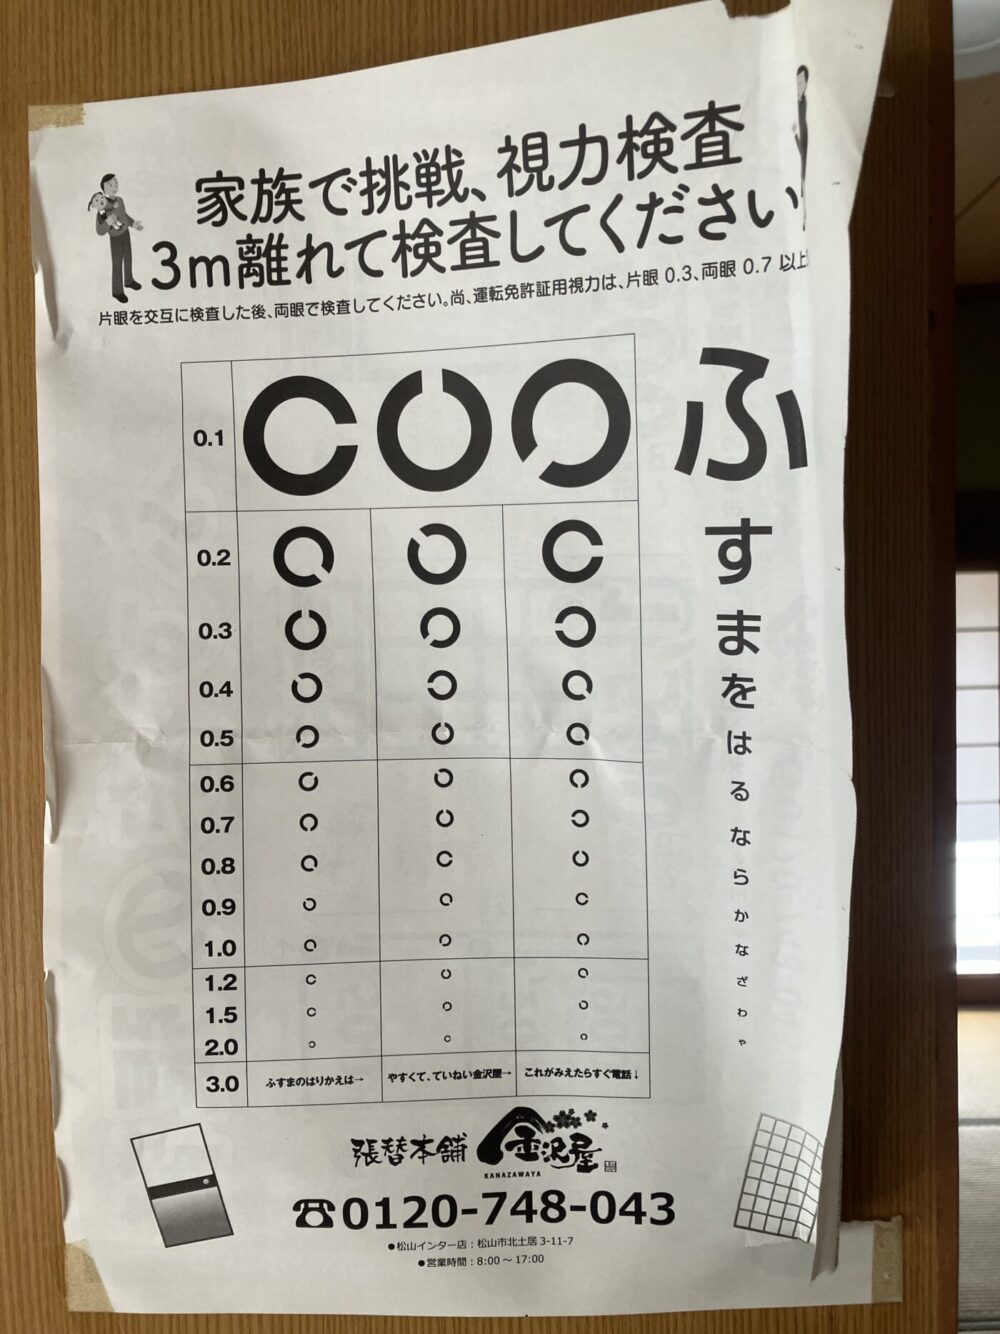 家族で挑戦、視力検査
3m離れて検査してください
片眼を交互に検査した後、両眼で検査してください。尚、運転免許証用視力は、片眼 0.3、両眼 0.7 以上
0.1
0.2
0.3
0.4
0.5
0.6
0.7
0.8
0.9
1.0
1.2
1.5
2.0
3.0 ふすまのはりかえは→ やすくて、ていねい金沢屋→ これがみえたらすぐ電話↓
ふすまをはるならかなざわや
張替本舗 金沢屋
KANAZAWAYA
☎0120-748-043
●松山インター店：松山市北土居 3-11-7
●営業時間：8:00 ～ 17:00